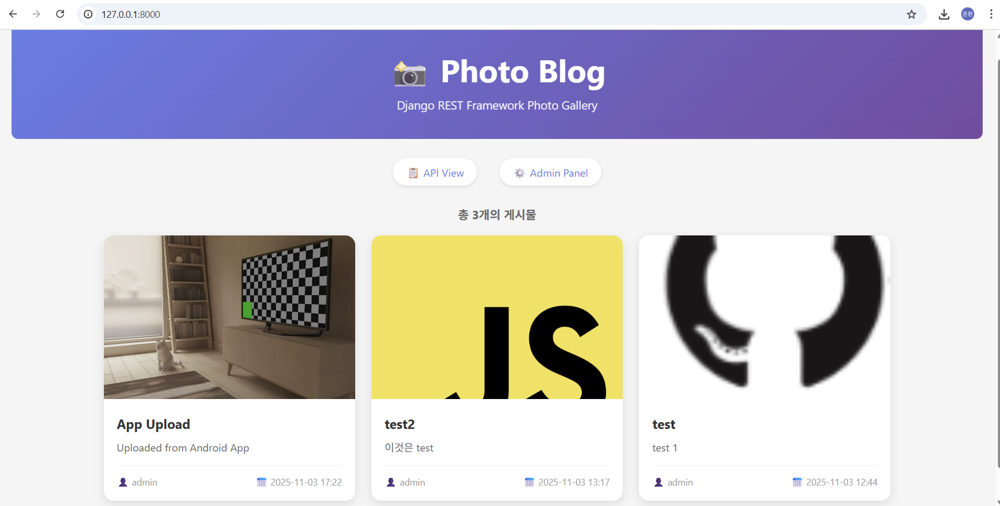 127.0.0.1:8000
준환
Photo Blog
Django REST Framework Photo Gallery
API View
Admin Panel
총 3개의 게시물
JS
App Upload
Uploaded from Android App
admin
2025-11-03 17:22
test2
이것은 test
admin
2025-11-03 13:17
test
test 1
admin
2025-11-03 12:44